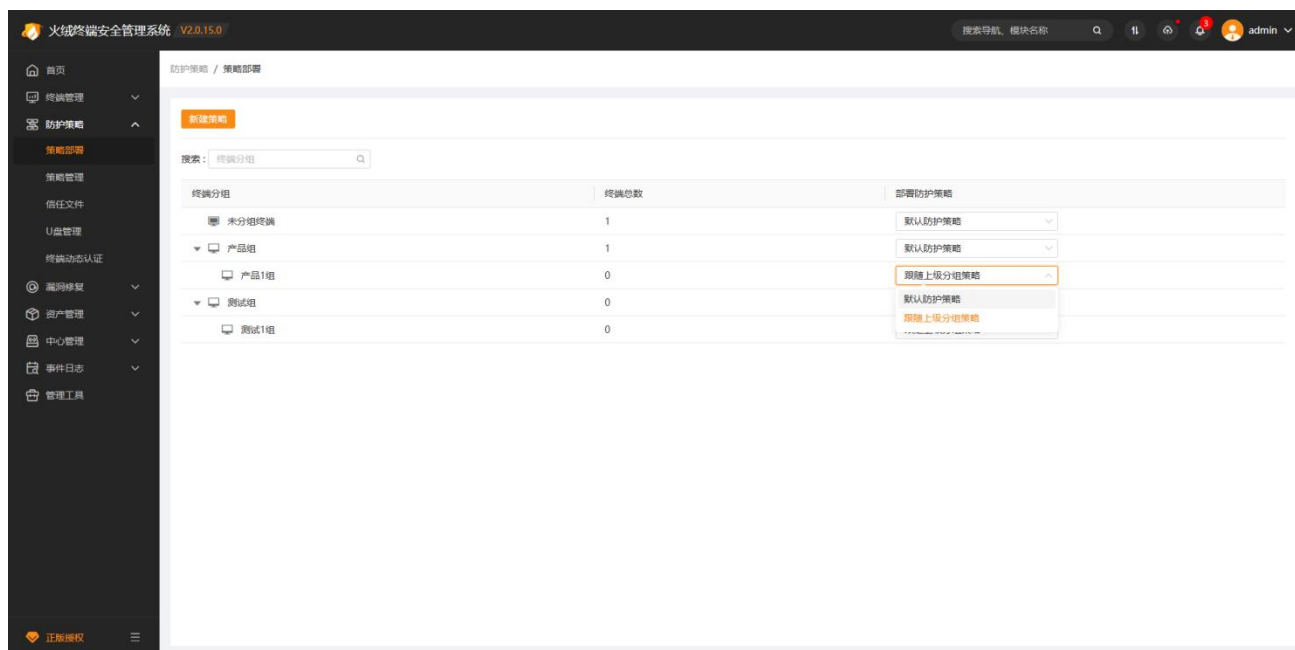 火绒终端安全管理系统 V2.0.15.0
搜索导航、模块名称
3
admin
首页
终端管理
防护策略
策略部署
策略管理
信任文件
U盘管理
终端动态认证
漏洞修复
资产管理
中心管理
事件日志
管理工具
正版授权
防护策略 / 策略部署
新建策略
搜索： 终端分组
终端分组 终端总数 部署防护策略
未分组终端 1 默认防护策略
产品组 1 默认防护策略
产品1组 0 跟随上级分组策略
测试组 0
默认防护策略
跟随上级分组策略
测试1组 0